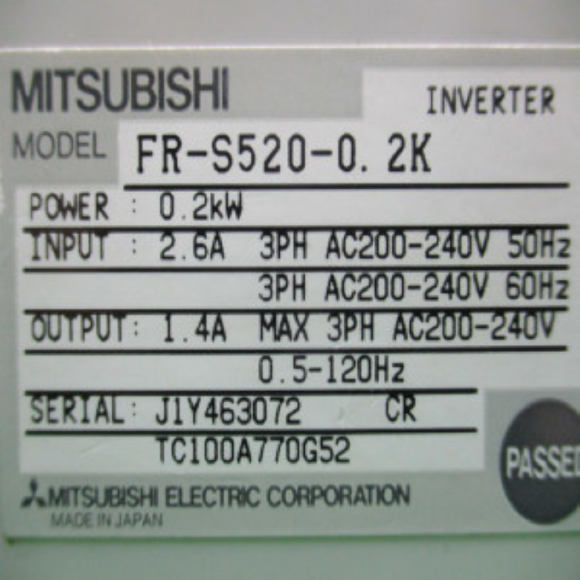 MITSUBISHI
INVERTER
MODEL FR-S520-0.2K
POWER : 0.2kW
INPUT : 2.6A 3PH AC200-240V 50Hz
3PH AC200-240V 60Hz
OUTPUT: 1.4A MAX 3PH AC200-240V
0.5-120Hz
SERIAL: J1Y463072 CR
TC100A770G52
PASSED
MITSUBISHI ELECTRIC CORPORATION
MADE IN JAPAN